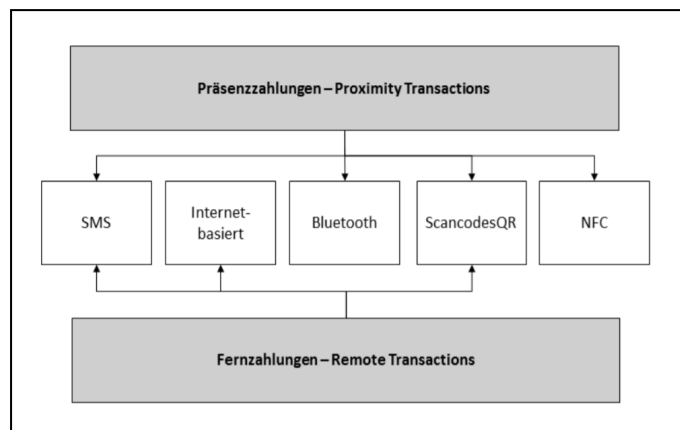 Präsenzzahlungen – Proximity Transactions
SMS
Internet-
basiert
Bluetooth
ScancodesQR
NFC
Fernzahlungen – Remote Transactions